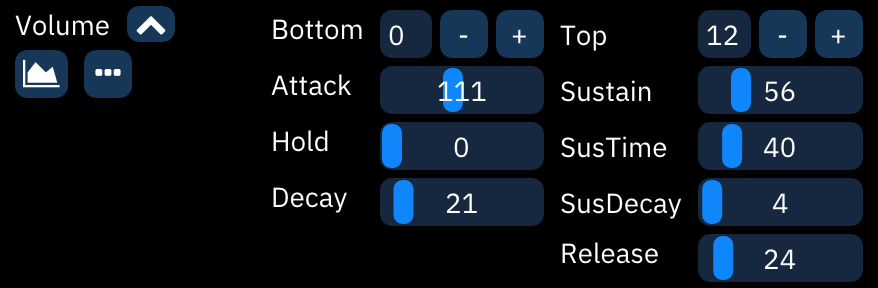 Volume
Bottom 0 - + Top 12 - +
Attack 111 Sustain 56
Hold 0 SusTime 40
Decay 21 SusDecay 4
Release 24